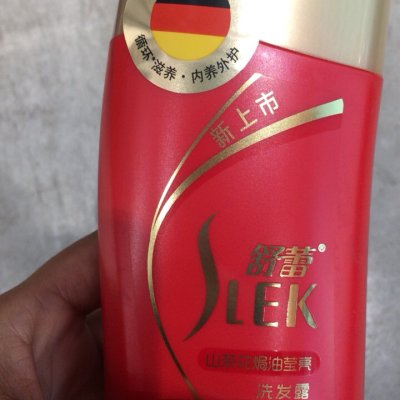 循环滋养·内养外护
新上市
舒蕾®
SLEK
山茶花焗油莹亮
洗发露